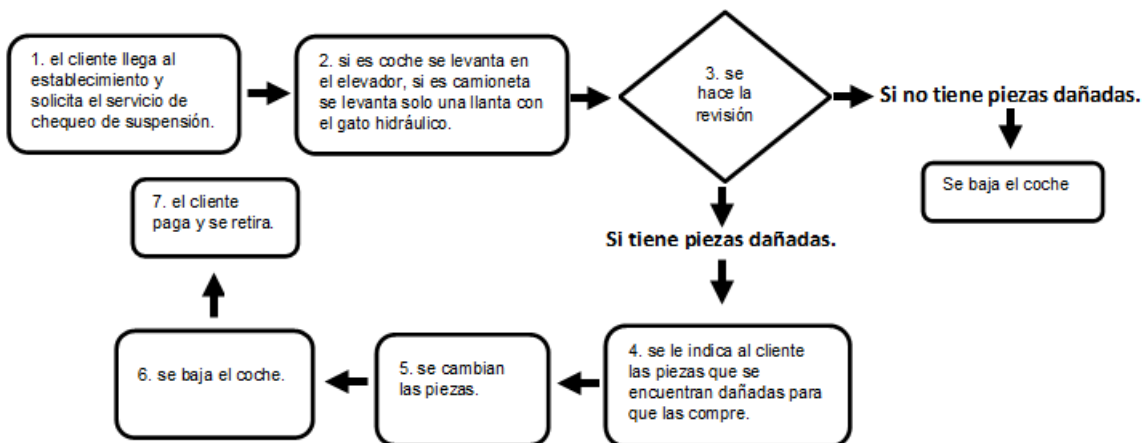 1. el cliente llega al
establecimiento y
solicita el servicio de
chequeo de suspensión.
2. si es coche se levanta en
el elevador, si es camioneta
se levanta solo una llanta con
el gato hidráulico.
3. se
hace la
revisión
Si no tiene piezas dañadas.
Se baja el coche
Si tiene piezas dañadas.
4. se le indica al cliente
las piezas que se
encuentran dañadas para
que las compre.
5. se cambian
las piezas.
6. se baja el coche.
7. el cliente
paga y se retira.